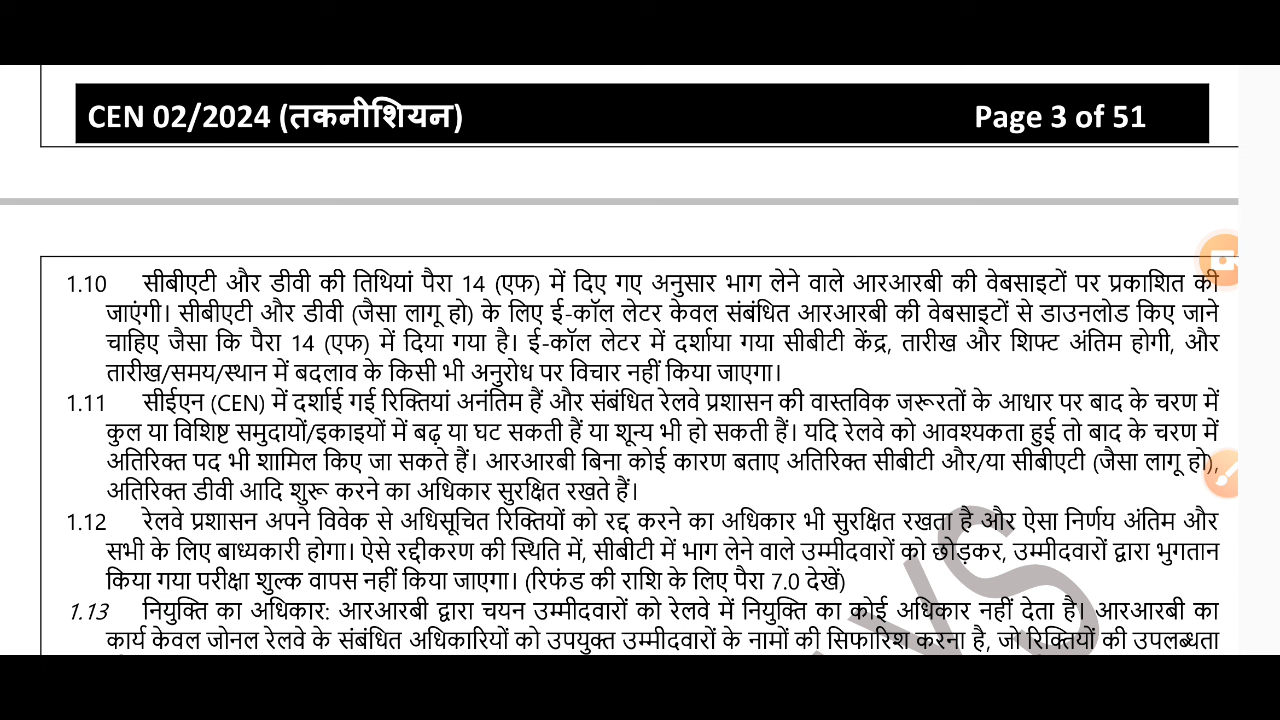 CEN 02/2024 (तकनीशियन) Page 3 of 51
1.10 सीबीएटी और डीवी की तिथियां पैरा 14 (एफ) में दिए गए अनुसार भाग लेने वाले आरआरबी की वेबसाइटों पर प्रकाशित की
जाएंगी। सीबीएटी और डीवी (जैसा लागू हो) के लिए ई-कॉल लेटर केवल संबंधित आरआरबी की वेबसाइटों से डाउनलोड किए जाने
चाहिए जैसा कि पैरा 14 (एफ) में दिया गया है। ई-कॉल लेटर में दर्शाया गया सीबीटी केंद्र, तारीख और शिफ्ट अंतिम होगी, और
तारीख/समय/स्थान में बदलाव के किसी भी अनुरोध पर विचार नहीं किया जाएगा।
1.11 सीईएन (CEN) में दर्शाई गई रिक्तियां अनंतिम हैं और संबंधित रेलवे प्रशासन की वास्तविक जरूरतों के आधार पर बाद के चरण में
कुल या विशिष्ट समुदायों/इकाइयों में बढ़ या घट सकती हैं या शून्य भी हो सकती हैं। यदि रेलवे को आवश्यकता हुई तो बाद के चरण में
अतिरिक्त पद भी शामिल किए जा सकते हैं। आरआरबी बिना कोई कारण बताए अतिरिक्त सीबीटी और/या सीबीएटी (जैसा लागू हो),
अतिरिक्त डीवी आदि शुरू करने का अधिकार सुरक्षित रखते हैं।
1.12 रेलवे प्रशासन अपने विवेक से अधिसूचित रिक्तियों को रद्द करने का अधिकार भी सुरक्षित रखता है और ऐसा निर्णय अंतिम और
सभी के लिए बाध्यकारी होगा। ऐसे रद्दीकरण की स्थिति में, सीबीटी में भाग लेने वाले उम्मीदवारों को छोड़कर, उम्मीदवारों द्वारा भुगतान
किया गया परीक्षा शुल्क वापस नहीं किया जाएगा। (रिफंड की राशि के लिए पैरा 7.0 देखें)
1.13 नियुक्ति का अधिकार: आरआरबी द्वारा चयन उम्मीदवारों को रेलवे में नियुक्ति का कोई अधिकार नहीं देता है। आरआरबी का
कार्य केवल जोनल रेलवे के संबंधित अधिकारियों को उपयुक्त उम्मीदवारों के नामों की सिफारिश करना है, जो रिक्तियों की उपलब्धता